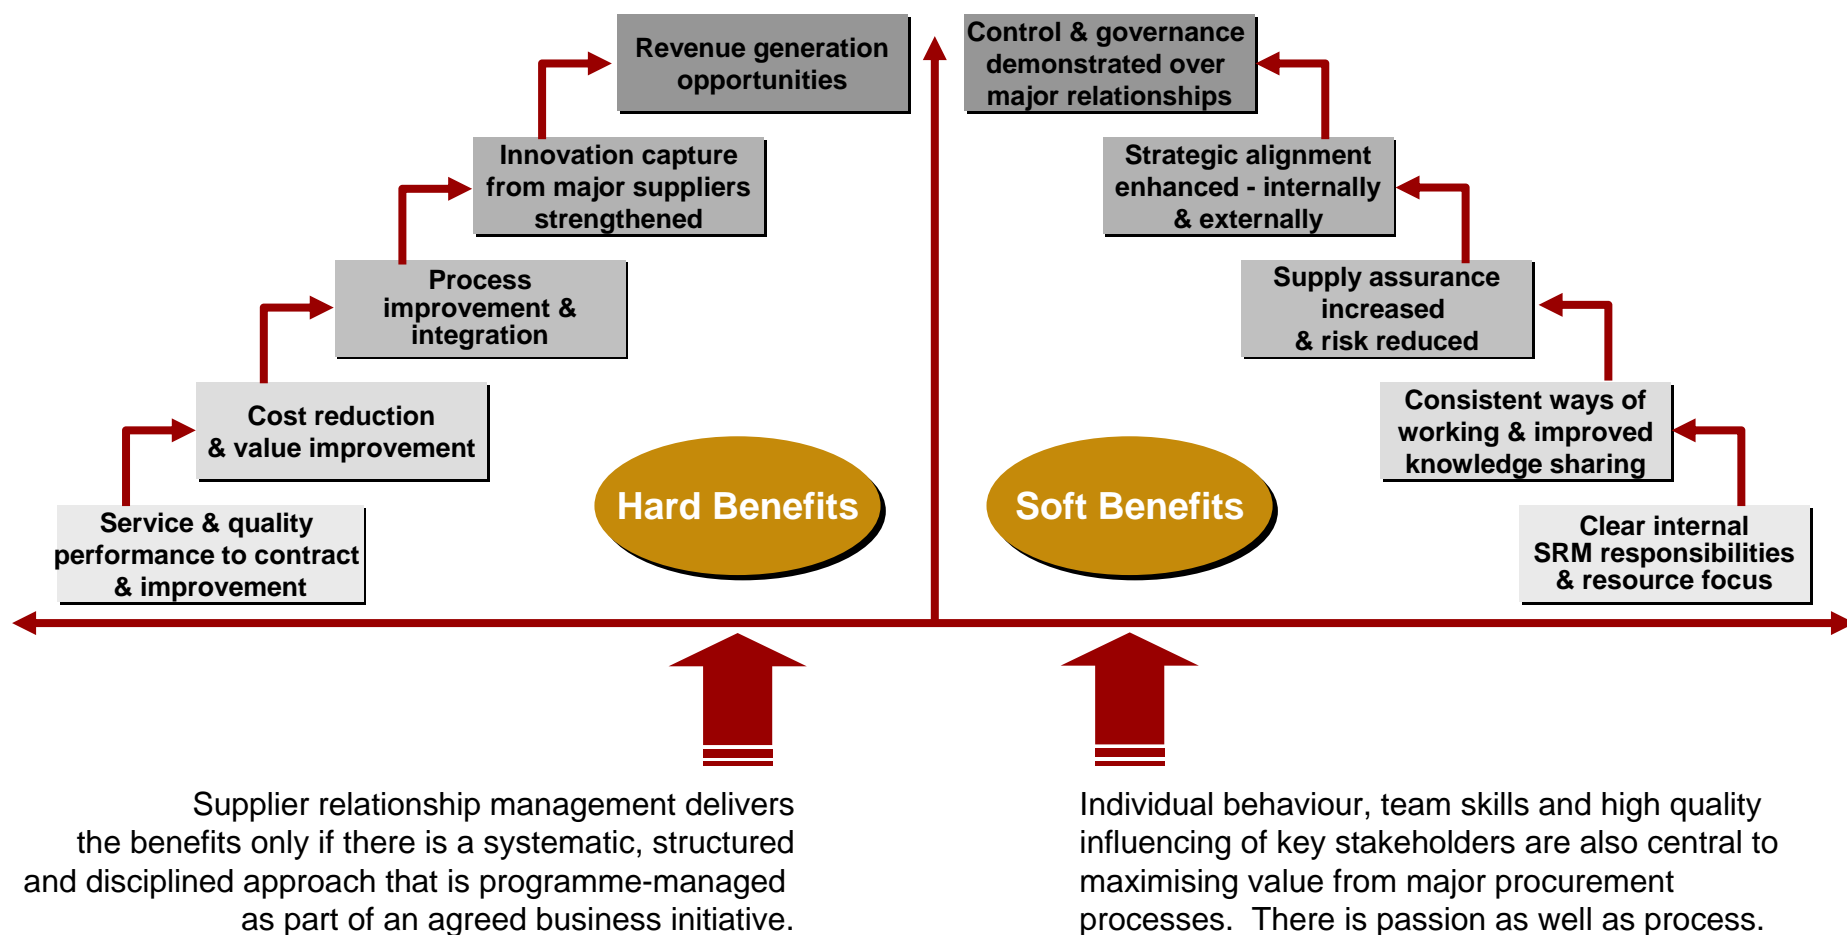 Revenue generation
opportunities
Innovation capture
from major suppliers
strengthened
Process
improvement &
integration
Cost reduction
& value improvement
Service & quality
performance to contract
& improvement
Hard Benefits
Control & governance
demonstrated over
major relationships
Strategic alignment
enhanced - internally
& externally
Supply assurance
increased
& risk reduced
Consistent ways of
working & improved
knowledge sharing
Clear internal
SRM responsibilities
& resource focus
Soft Benefits
Supplier relationship management delivers
the benefits only if there is a systematic, structured
and disciplined approach that is programme-managed
as part of an agreed business initiative.
Individual behaviour, team skills and high quality
influencing of key stakeholders are also central to
maximising value from major procurement
processes.  There is passion as well as process.